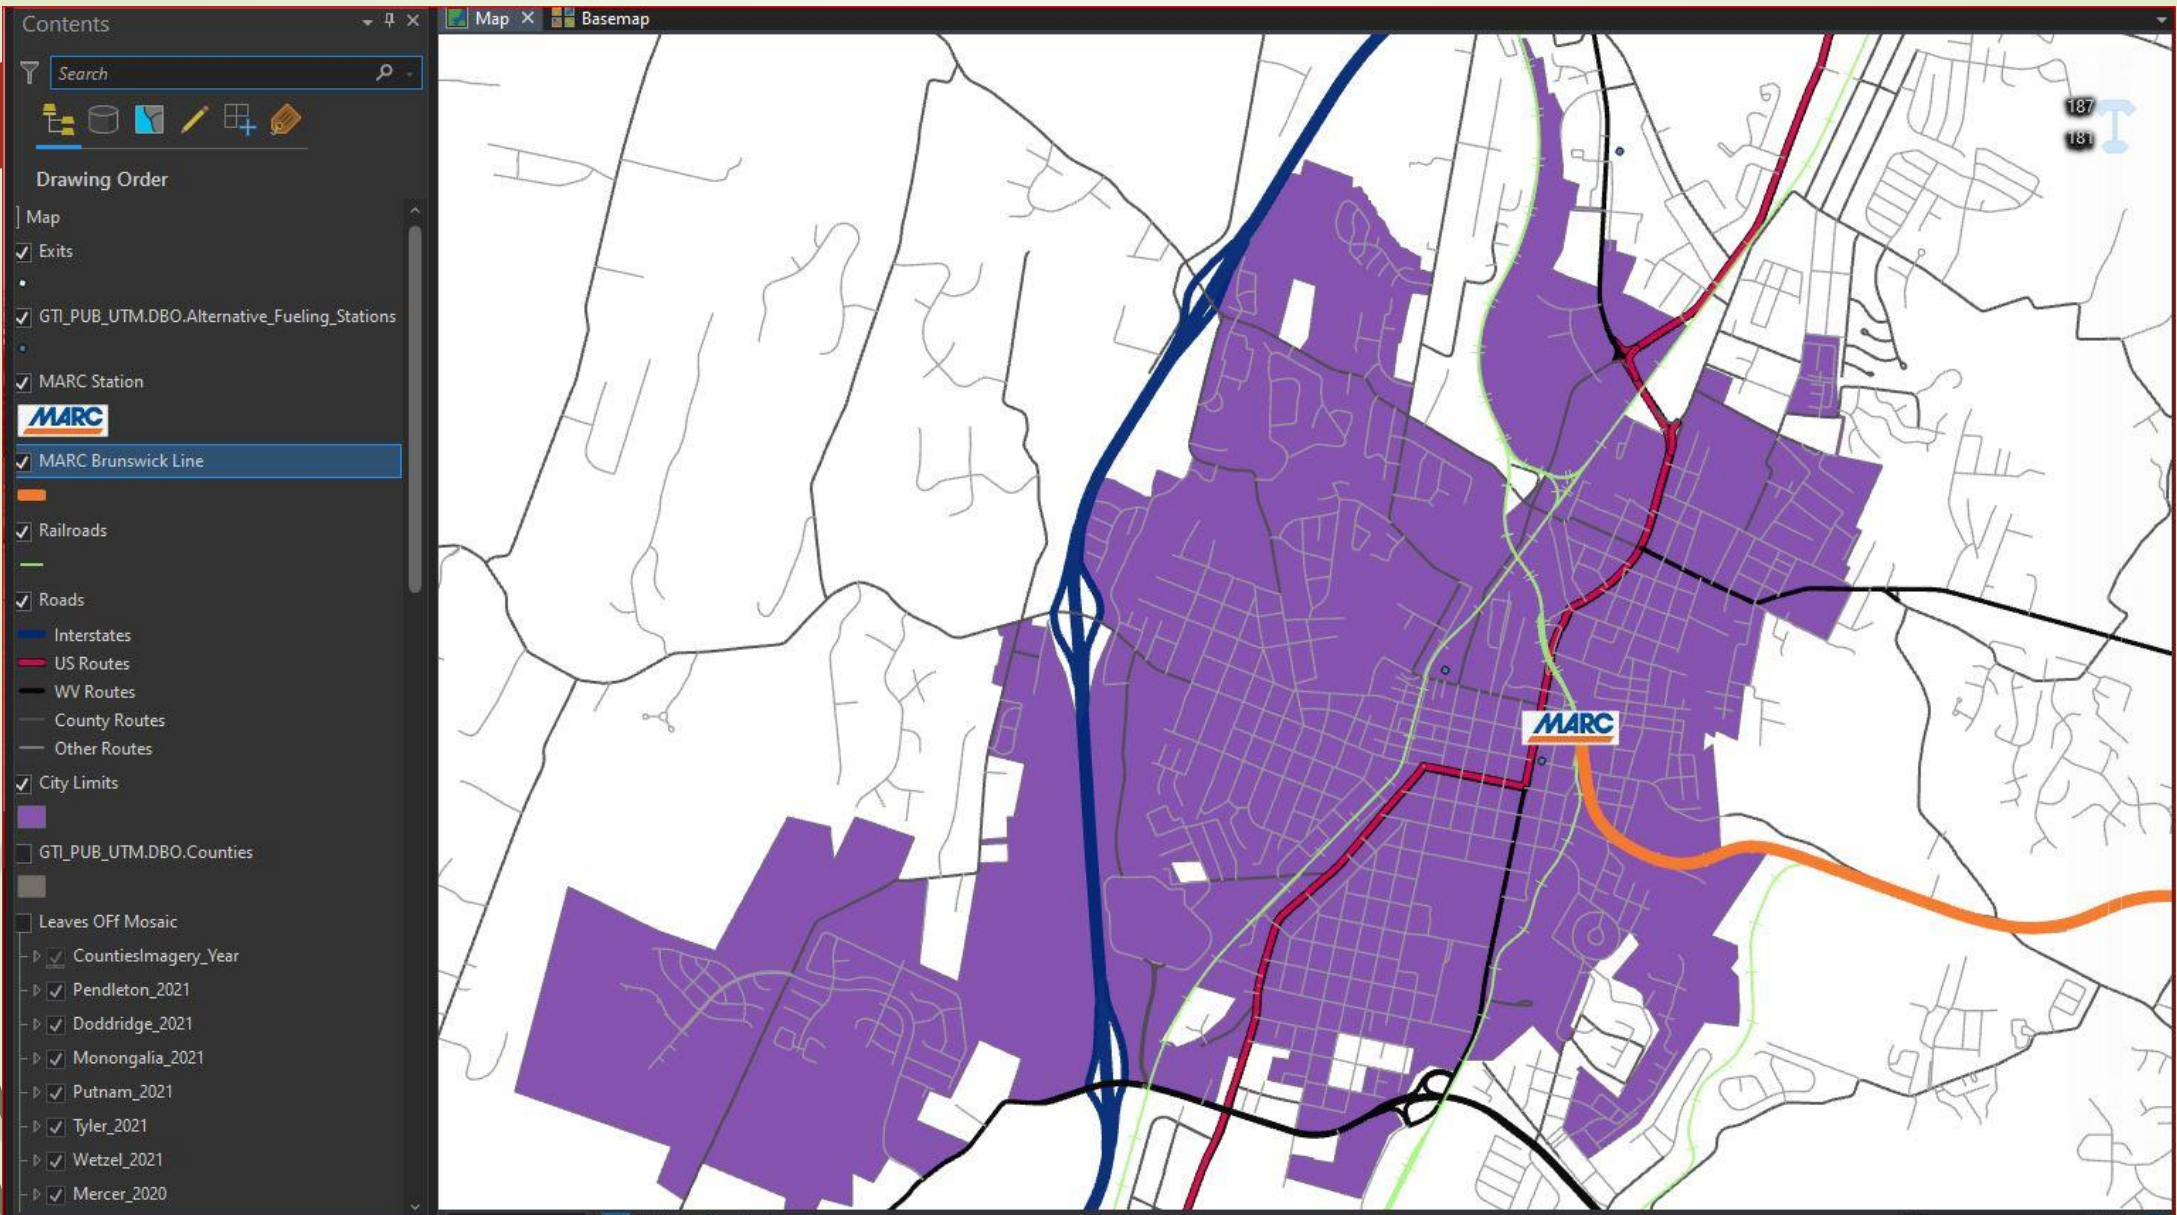 Contents
Map
Basemap
Search
Drawing Order
Map
Exits
GTI_PUB_UTM.DBO.Alternative_Fueling_Stations
MARC Station
MARC
MARC Brunswick Line
Railroads
Roads
Interstates
US Routes
WV Routes
County Routes
Other Routes
City Limits
GTI_PUB_UTM.DBO.Counties
Leaves OFf Mosaic
CountiesImagery_Year
Pendleton_2021
Doddridge_2021
Monongalia_2021
Putnam_2021
Tyler_2021
Wetzel_2021
Mercer_2020
187
181
MARC